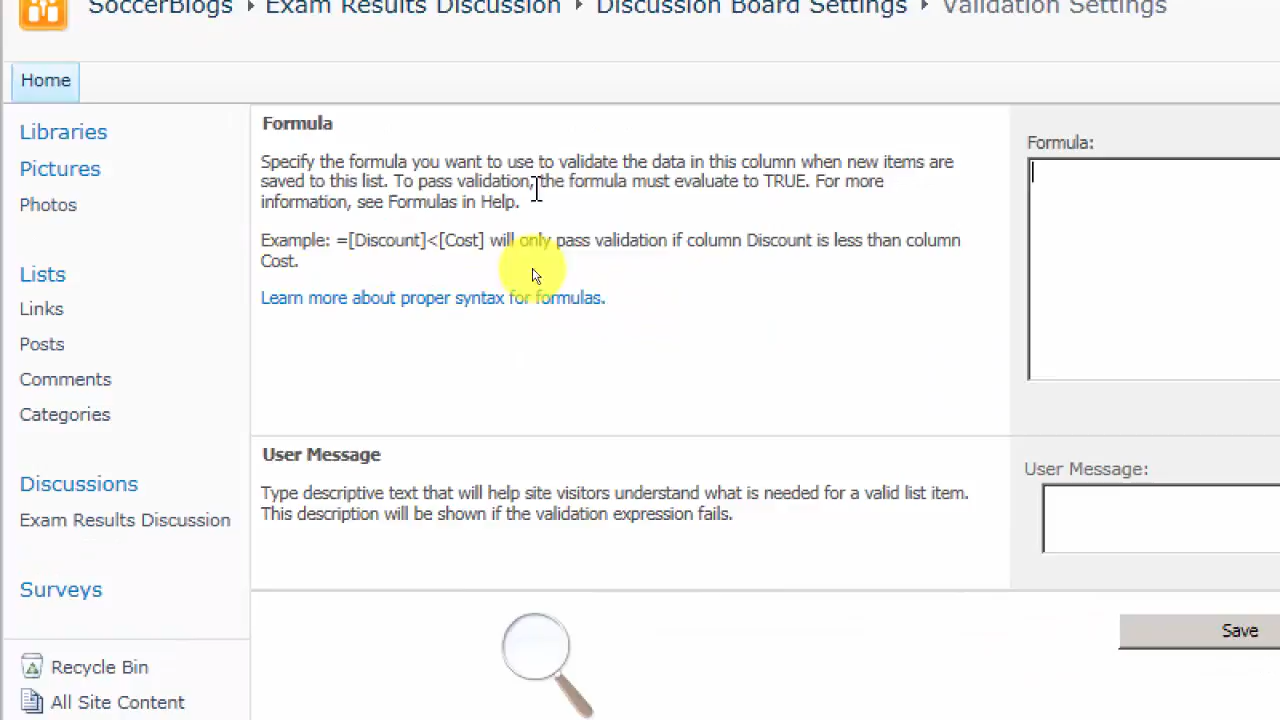 SoccerBlogs ▸ Exam Results Discussion ▸ Discussion Board Settings ▸ Validation Settings
Home
Libraries
Pictures
Photos
Lists
Links
Posts
Comments
Categories
Discussions
Exam Results Discussion
Surveys
Recycle Bin
All Site Content
Formula
Specify the formula you want to use to validate the data in this column when new items are
saved to this list. To pass validation, the formula must evaluate to TRUE. For more
information, see Formulas in Help.
Example: =[Discount]<[Cost] will only pass validation if column Discount is less than column
Cost.
Learn more about proper syntax for formulas.
Formula:
User Message
Type descriptive text that will help site visitors understand what is needed for a valid list item.
This description will be shown if the validation expression fails.
User Message:
Save